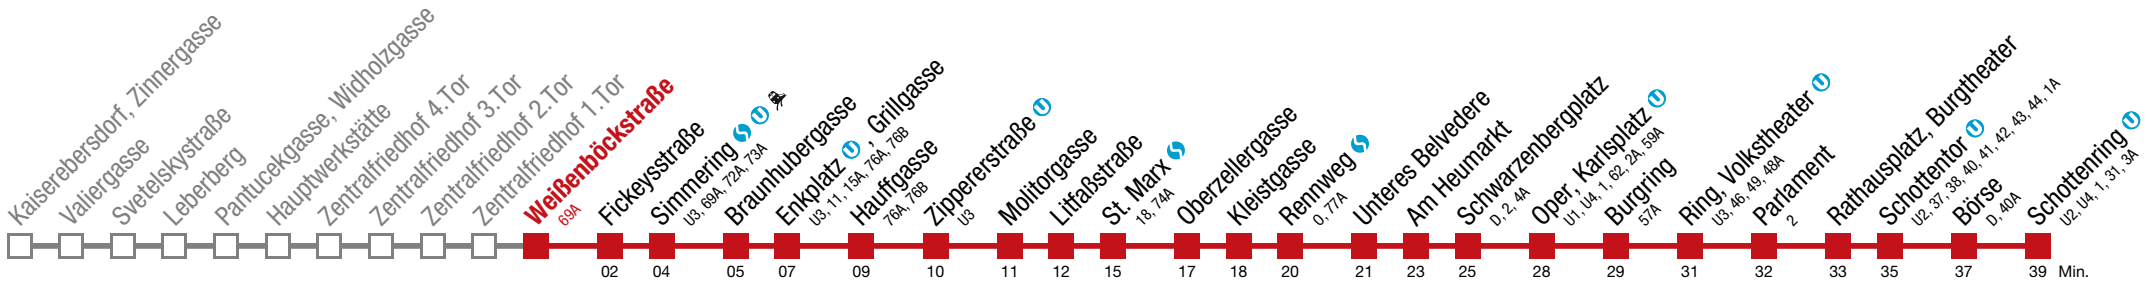 Kaiserebersdorf, Zinnergasse
Valiergasse
Svetelskystraße
Leberberg
Pantucekgasse, Widholzgasse
Hauptwerkstätte
Zentralfriedhof 4.Tor
Zentralfriedhof 3.Tor
Zentralfriedhof 2.Tor
Zentralfriedhof 1.Tor
Weißenböckstraße
69A
Fickeysstraße
Simmering S U
U3, 69A, 72A, 73A
Braunhubergasse
Enkplatz U , Grillgasse
U3, 11, 15A, 76A, 76B
Hauffgasse
76A, 76B
Zippererstraße U
U3
Molitorgasse
Litfaßstraße
St. Marx S
18, 74A
Oberzellergasse
Kleistgasse
Rennweg S
O, 77A
Unteres Belvedere
Am Heumarkt
Schwarzenbergplatz
D, 2, 4A
Oper, Karlsplatz U
U1, U4, 1, 62, 2A, 59A
Burgring
57A
Ring, Volkstheater U
U3, 46, 49, 48A
Parlament
2
Rathausplatz, Burgtheater
Schottentor U
U2, 37, 38, 40, 41, 42, 43, 44, 1A
Börse
D, 40A
Schottenring U
U2, U4, 1, 31, 3A
02 04 05 07 09 10 11 12 15 17 18 20 21 23 25 28 29 31 32 33 35 37 39 Min.